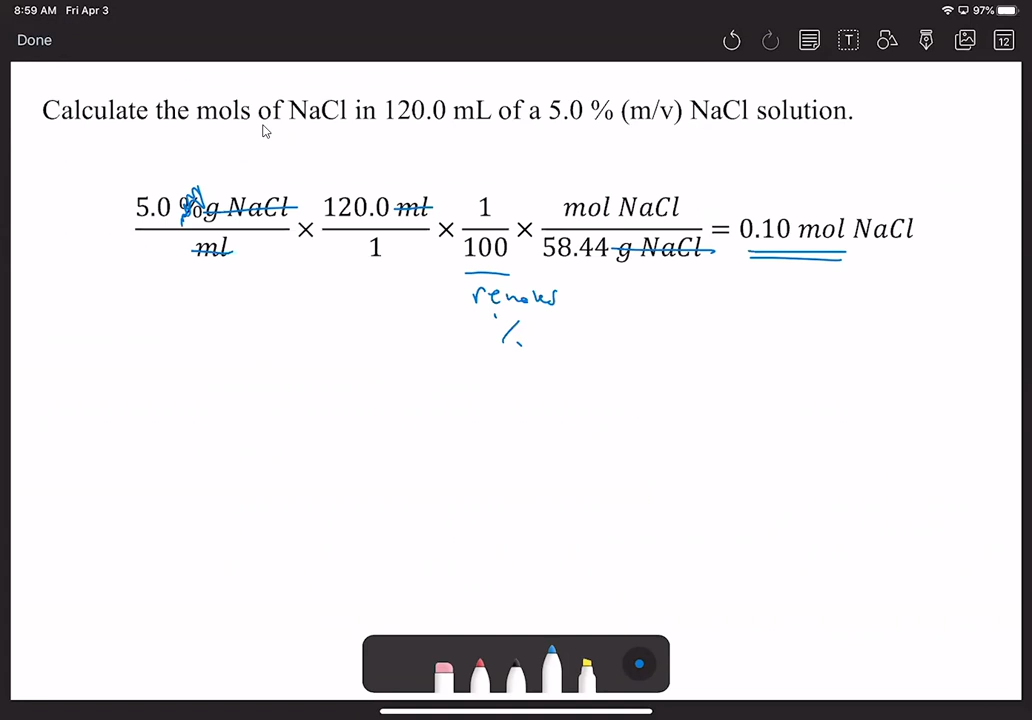 8:59 AM Fri Apr 3 97%
Done
T 12
Calculate the mols of NaCl in 120.0 mL of a 5.0 % (m/v) NaCl solution.
5.0 % g NaCl / ml × 120.0 ml / 1 × 1 / 100 × mol NaCl / 58.44 g NaCl = 0.10 mol NaCl
%